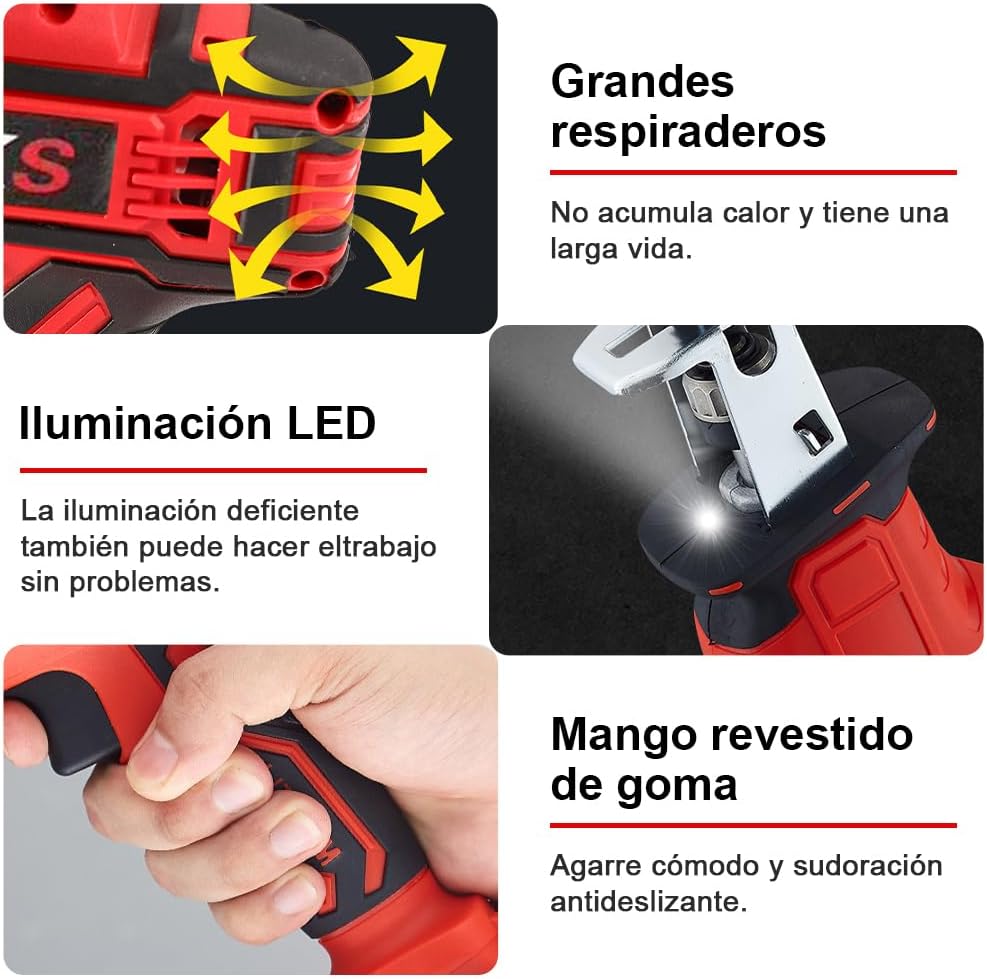 S
Grandes
respiraderos
No acumula calor y tiene una
larga vida.
Iluminación LED
La iluminación deficiente
también puede hacer eltrabajo
sin problemas.
Mango revestido
de goma
Agarre cómodo y sudoración
antideslizante.